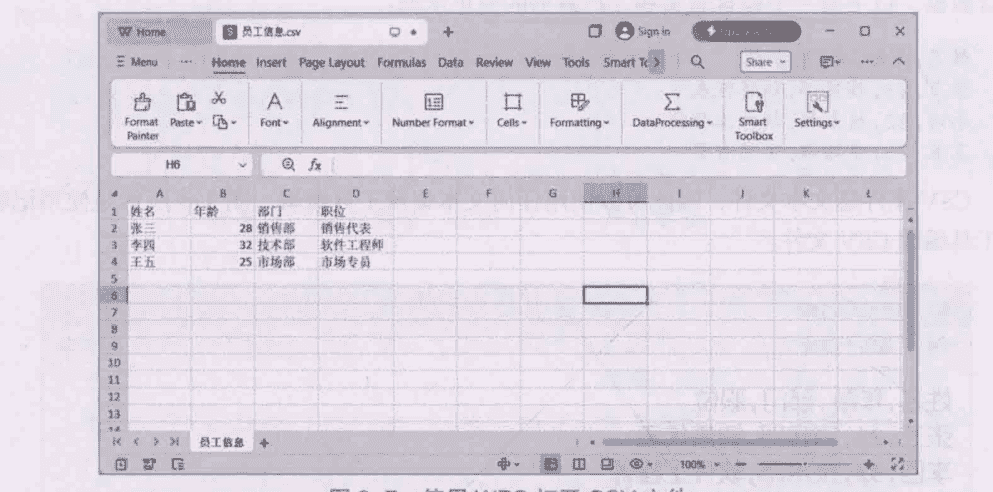 Home 员工信息.csv + Sign in
Menu ... Home Insert Page Layout Formulas Data Review View Tools Smart To Share
Format Painter Paste Font Alignment Number Format Cells Formatting DataProcessing Smart Toolbox Settings
H6 fx
A B C D E F G H I J K L
1 姓名 年龄 部门 职位
2 张三 28 销售部 销售代表
3 李四 32 技术部 软件工程师
4 王五 25 市场部 市场专员
5
6
7
8
9
10
11
12
13
14
员工信息 +
100% - +